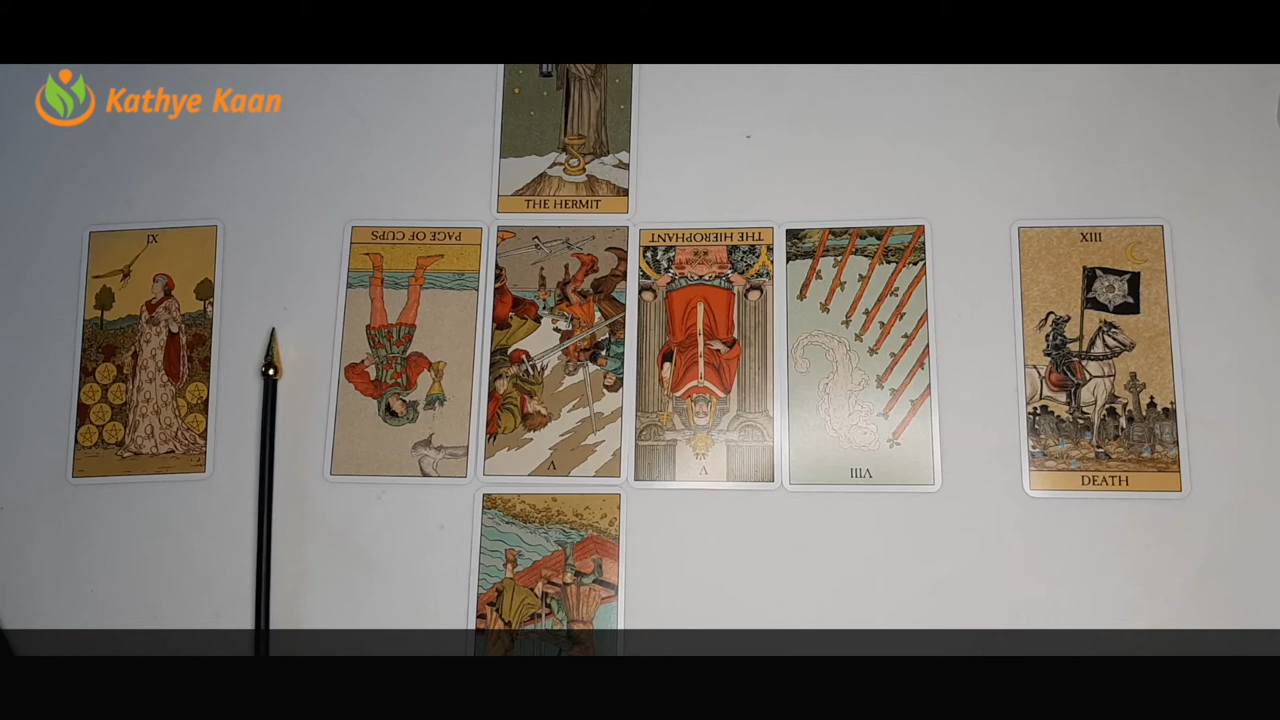 Kathye Kaan
THE HERMIT
IX
PAGE OF CUPS
V
THE HIEROPHANT
V
VIII
XIII
DEATH